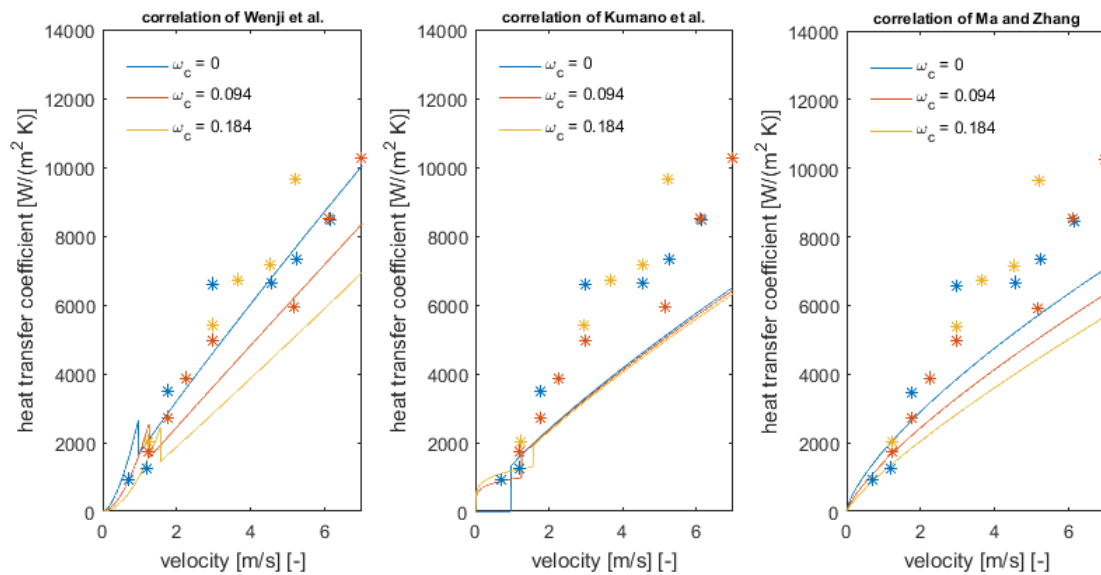 correlation of Wenji et al.
heat transfer coefficient [W/(m² K)]
14000
12000
10000
8000
6000
4000
2000
0
ω_c = 0
ω_c = 0.094
ω_c = 0.184
0 2 4 6
velocity [m/s] [-]
correlation of Kumano et al.
heat transfer coefficient [W/(m² K)]
14000
12000
10000
8000
6000
4000
2000
0
ω_c = 0
ω_c = 0.094
ω_c = 0.184
0 2 4 6
velocity [m/s] [-]
correlation of Ma and Zhang
heat transfer coefficient [W/(m² K)]
14000
12000
10000
8000
6000
4000
2000
0
ω_c = 0
ω_c = 0.094
ω_c = 0.184
0 2 4 6
velocity [m/s] [-]